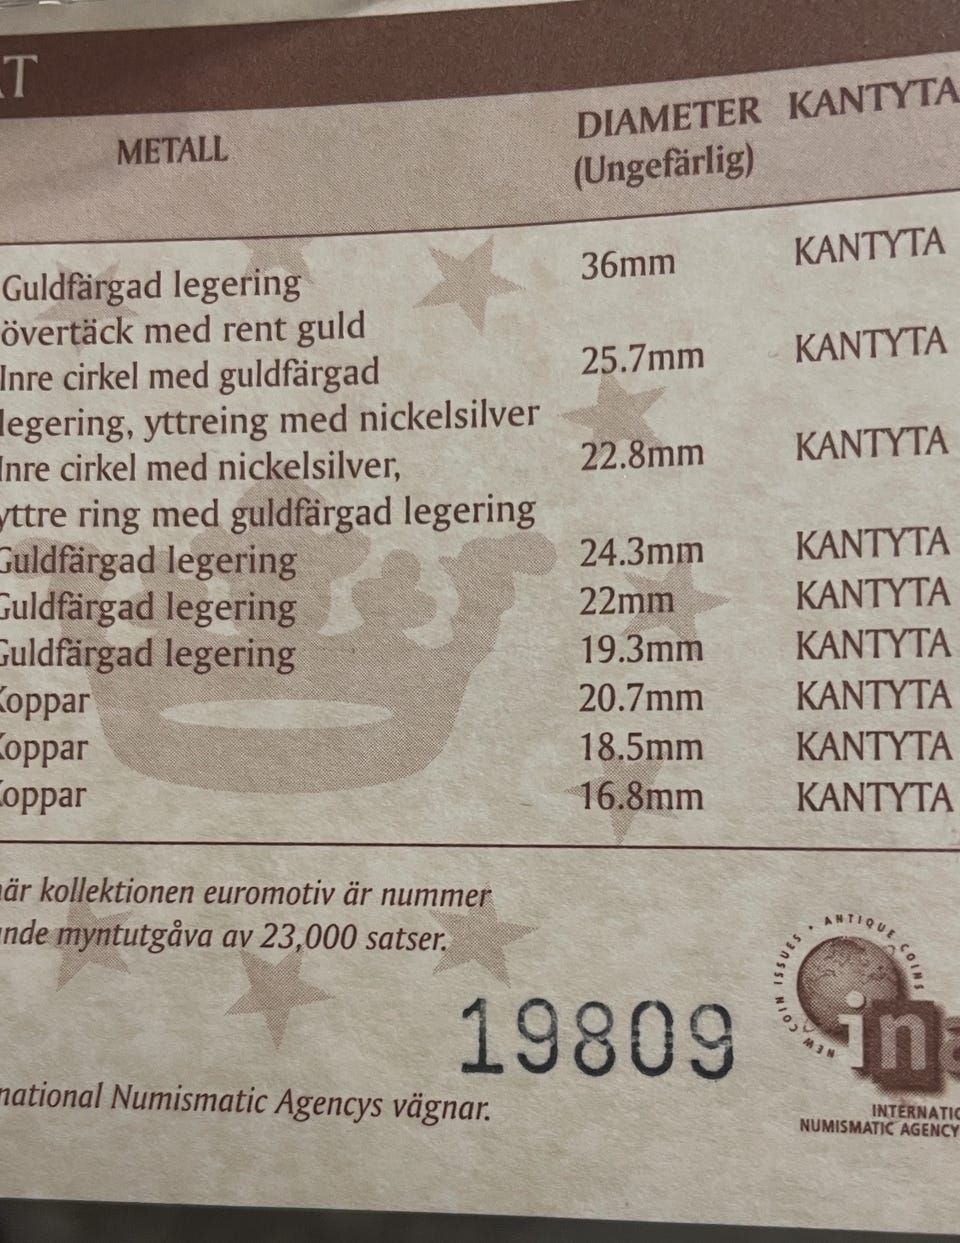 AT
METALL DIAMETER KANTYTA
(Ungefärlig)
Guldfärgad legering 36mm KANTYTA
övertäck med rent guld
Inre cirkel med guldfärgad 25.7mm KANTYTA
legering, yttreing med nickelsilver
Inre cirkel med nickelsilver, 22.8mm KANTYTA
yttre ring med guldfärgad legering
Guldfärgad legering 24.3mm KANTYTA
Guldfärgad legering 22mm KANTYTA
Guldfärgad legering 19.3mm KANTYTA
Koppar 20.7mm KANTYTA
Koppar 18.5mm KANTYTA
Koppar 16.8mm KANTYTA
här kollektionen euromotiv är nummer
ande myntutgåva av 23,000 satser.
19809
national Numismatic Agencys vägnar.
NEW COIN ISSUES • ANTIQUE COINS
ina
INTERNATIO
NUMISMATIC AGENCY